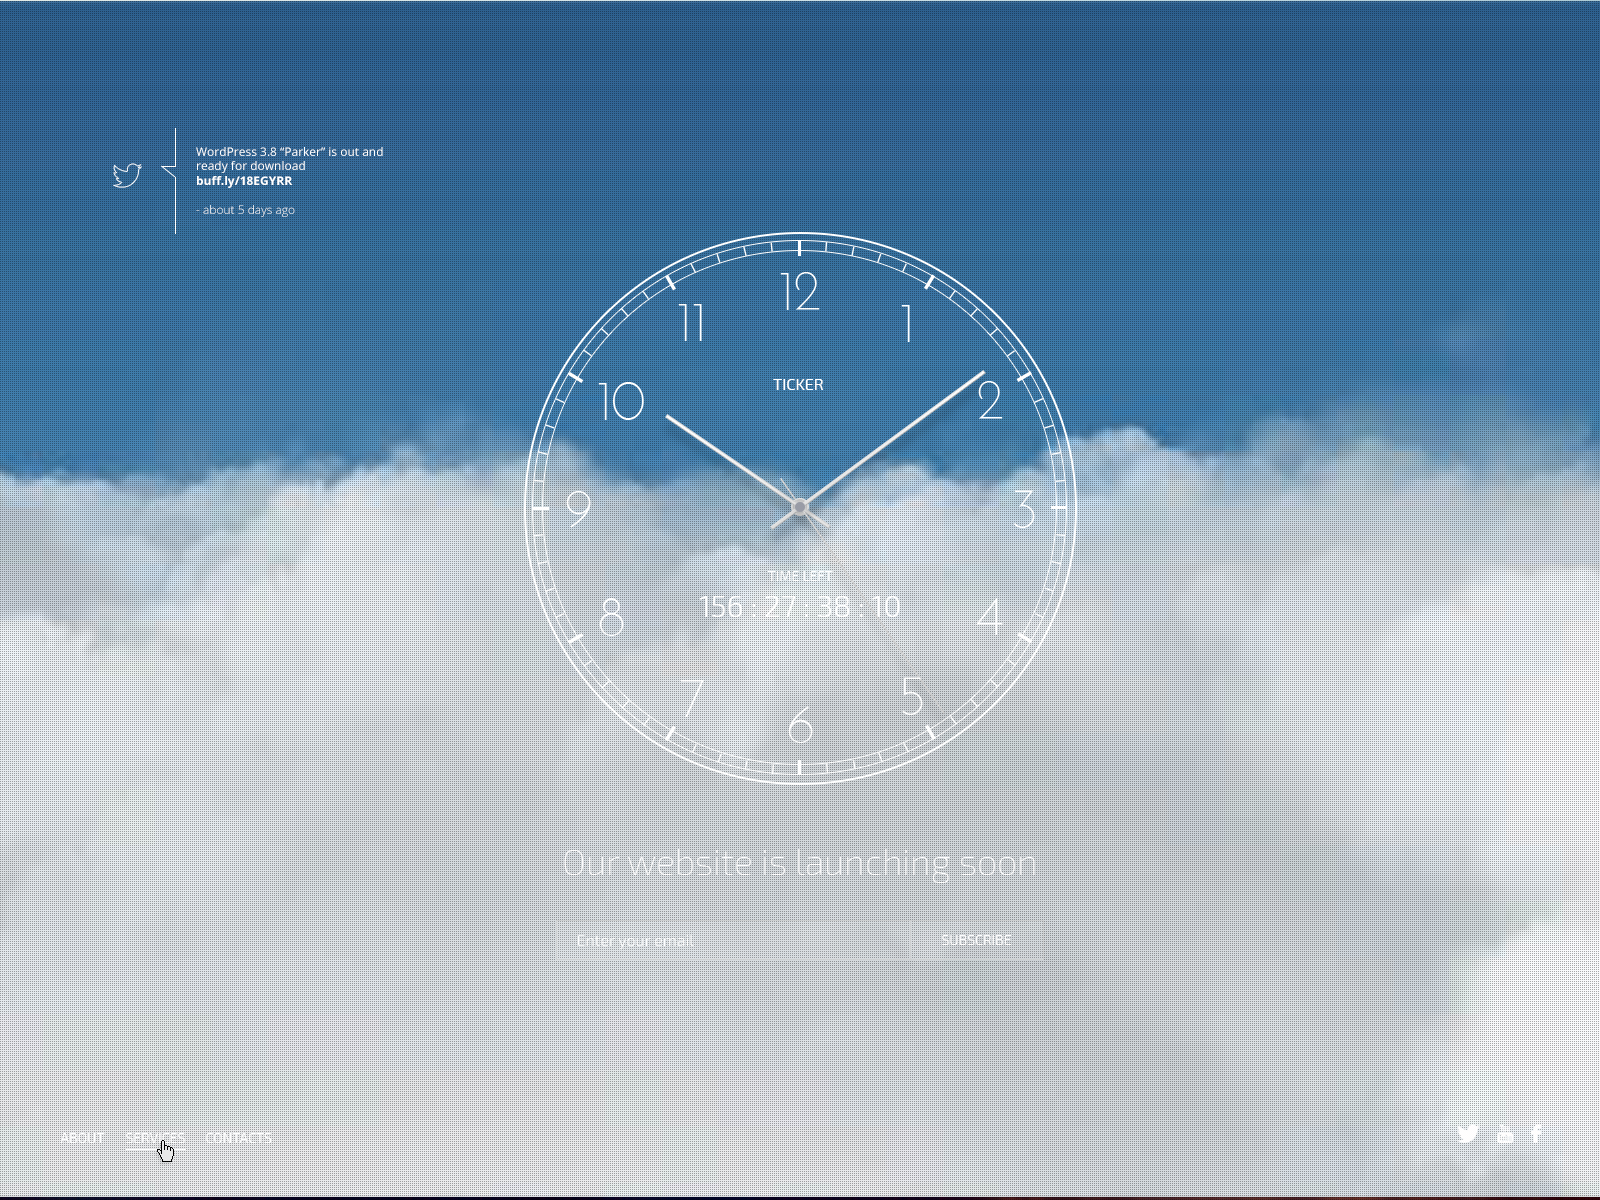 WordPress 3.8 “Parker” is out and
ready for download
buff.ly/18EGYRR
- about 5 days ago
12
11
1
TICKER
10
2
9
3
TIME LEFT
156 : 27 : 38 : 10
8
4
7
5
6
Our website is launching soon
Enter your email
SUBSCRIBE
ABOUT SERVICES CONTACTS
You